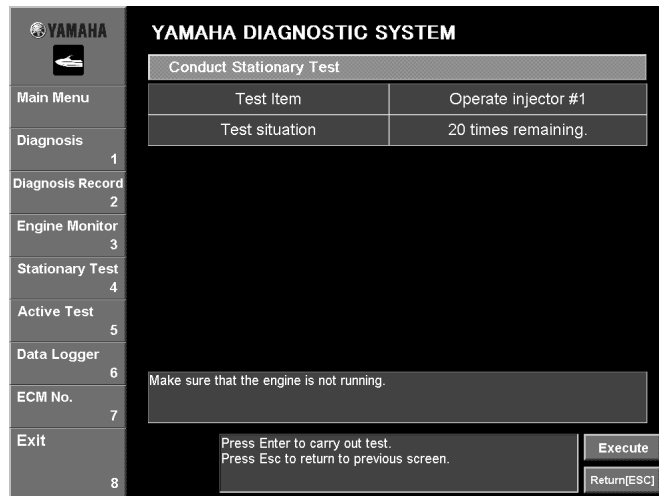 YAMAHA
YAMAHA DIAGNOSTIC SYSTEM
Conduct Stationary Test
Test Item Operate injector #1
Test situation 20 times remaining.
Main Menu
Diagnosis
1
Diagnosis Record
2
Engine Monitor
3
Stationary Test
4
Active Test
5
Data Logger
6
ECM No.
7
Exit
8
Make sure that the engine is not running.
Press Enter to carry out test.
Press Esc to return to previous screen.
Execute
Return[ESC]